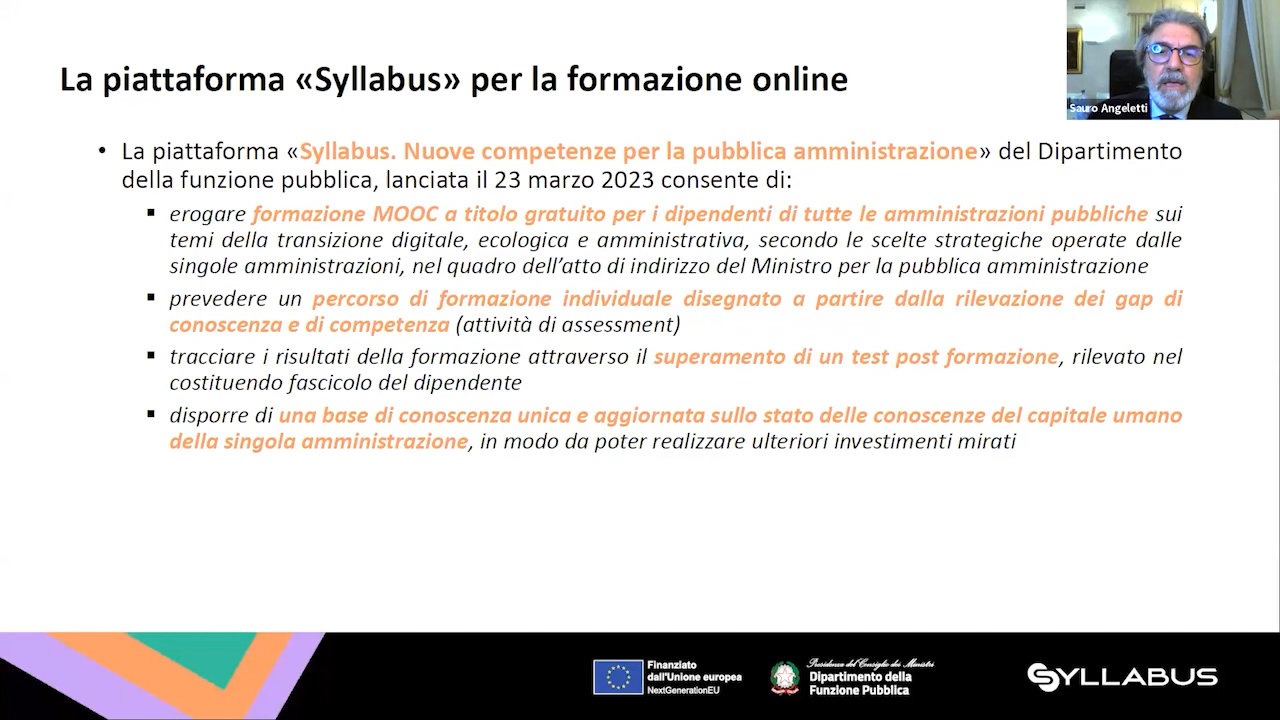 La piattaforma «Syllabus» per la formazione online
Sauro Angeletti
• La piattaforma «Syllabus. Nuove competenze per la pubblica amministrazione» del Dipartimento
della funzione pubblica, lanciata il 23 marzo 2023 consente di:
▪ erogare formazione MOOC a titolo gratuito per i dipendenti di tutte le amministrazioni pubbliche sui
temi della transizione digitale, ecologica e amministrativa, secondo le scelte strategiche operate dalle
singole amministrazioni, nel quadro dell’atto di indirizzo del Ministro per la pubblica amministrazione
▪ prevedere un percorso di formazione individuale disegnato a partire dalla rilevazione dei gap di
conoscenza e di competenza (attività di assessment)
▪ tracciare i risultati della formazione attraverso il superamento di un test post formazione, rilevato nel
costituendo fascicolo del dipendente
▪ disporre di una base di conoscenza unica e aggiornata sullo stato delle conoscenze del capitale umano
della singola amministrazione, in modo da poter realizzare ulteriori investimenti mirati
Finanziato
dall'Unione europea
NextGenerationEU
Presidenza del Consiglio dei Ministri
Dipartimento della
Funzione Pubblica
SYLLABUS